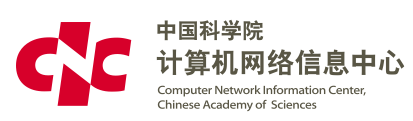 CNC
中国科学院
计算机网络信息中心
Computer Network Information Center,
Chinese Academy of Sciences